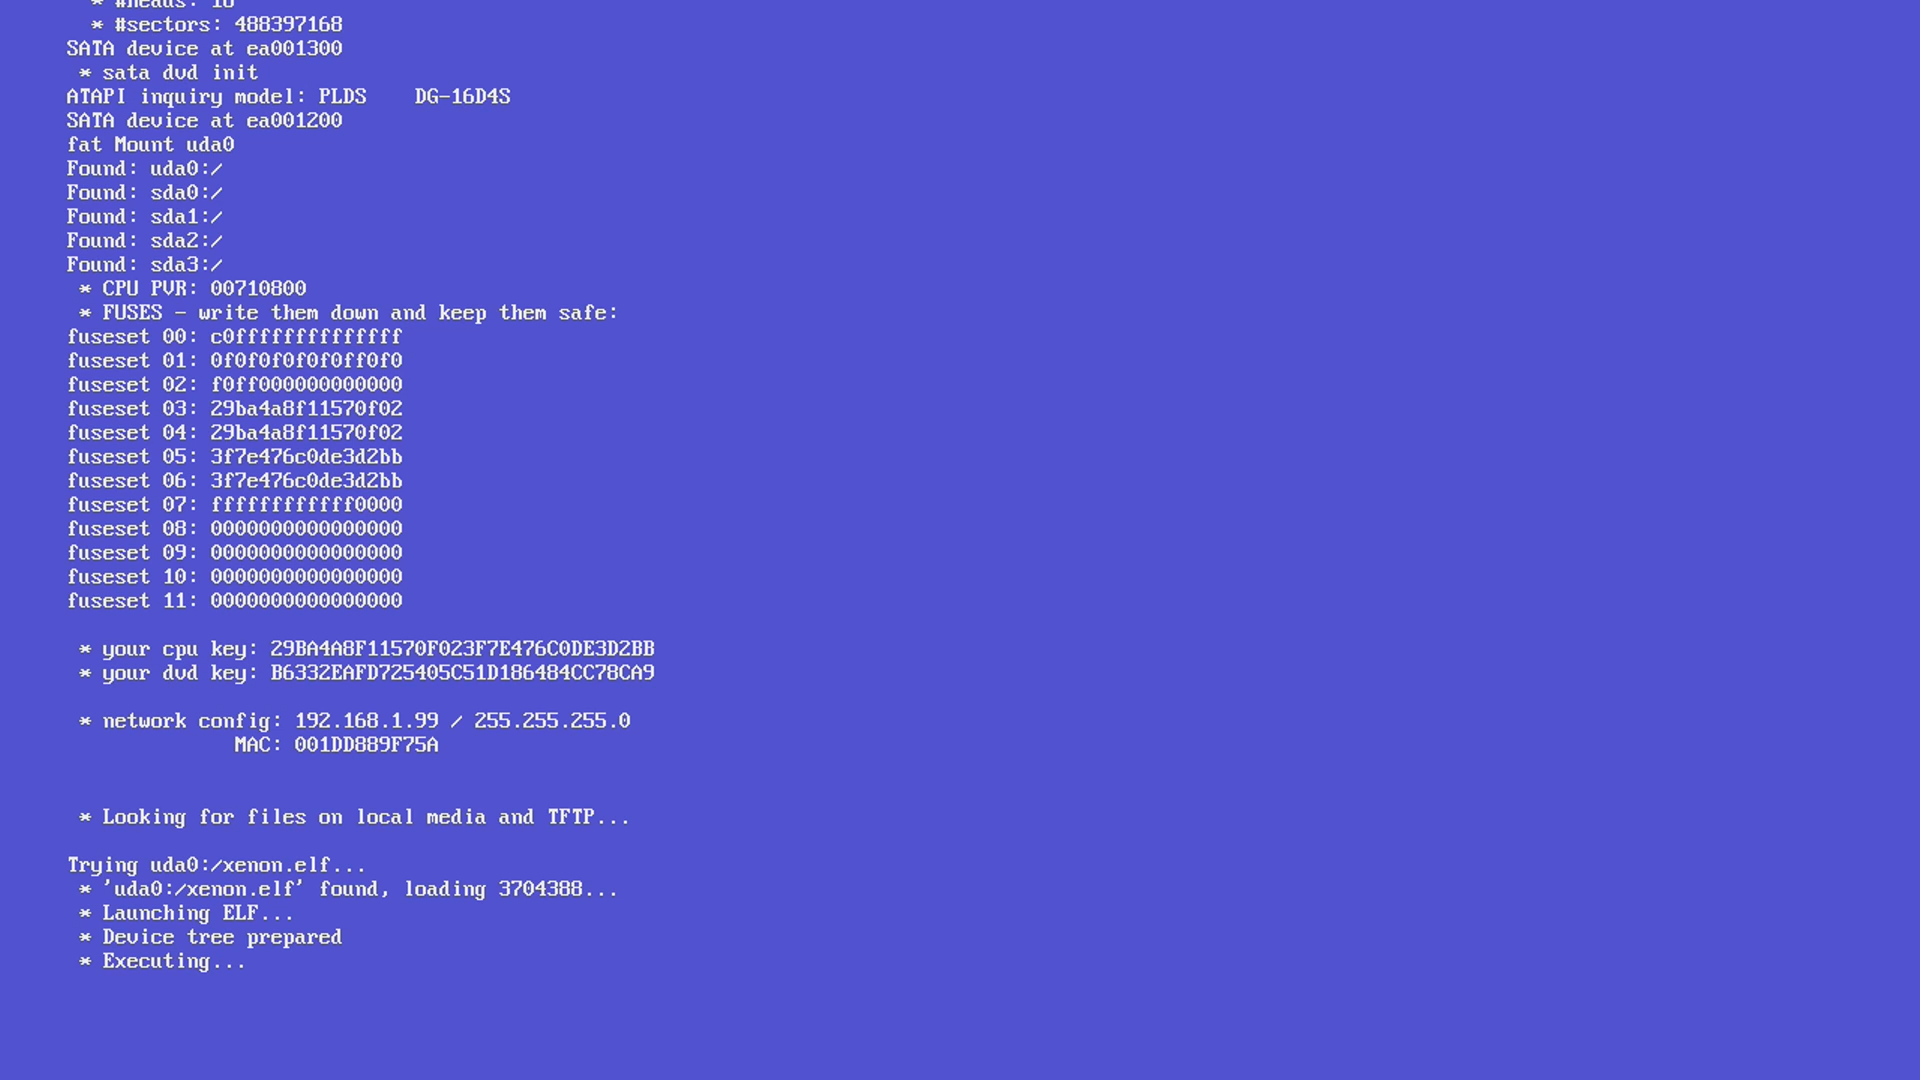 * #heads: 16
* #sectors: 488397168
SATA device at ea001300
* sata dvd init
ATAPI inquiry model: PLDS    DG-16D4S
SATA device at ea001200
fat Mount uda0
Found: uda0:/
Found: sda0:/
Found: sda1:/
Found: sda2:/
Found: sda3:/
* CPU PVR: 00710800
* FUSES - write them down and keep them safe:
fuseset 00: c0ffffffffffffff
fuseset 01: 0f0f0f0f0f0ff0f0
fuseset 02: f0ff000000000000
fuseset 03: 29ba4a8f11570f02
fuseset 04: 29ba4a8f11570f02
fuseset 05: 3f7e476c0de3d2bb
fuseset 06: 3f7e476c0de3d2bb
fuseset 07: ffffffffffff0000
fuseset 08: 0000000000000000
fuseset 09: 0000000000000000
fuseset 10: 0000000000000000
fuseset 11: 0000000000000000
* your cpu key: 29BA4A8F11570F023F7E476C0DE3D2BB
* your dvd key: B6332EAFD725405C51D186484CC78CA9
* network config: 192.168.1.99 / 255.255.255.0
MAC: 001DD889F75A
* Looking for files on local media and TFTP...
Trying uda0:/xenon.elf...
* 'uda0:/xenon.elf' found, loading 3704388...
* Launching ELF...
* Device tree prepared
* Executing...